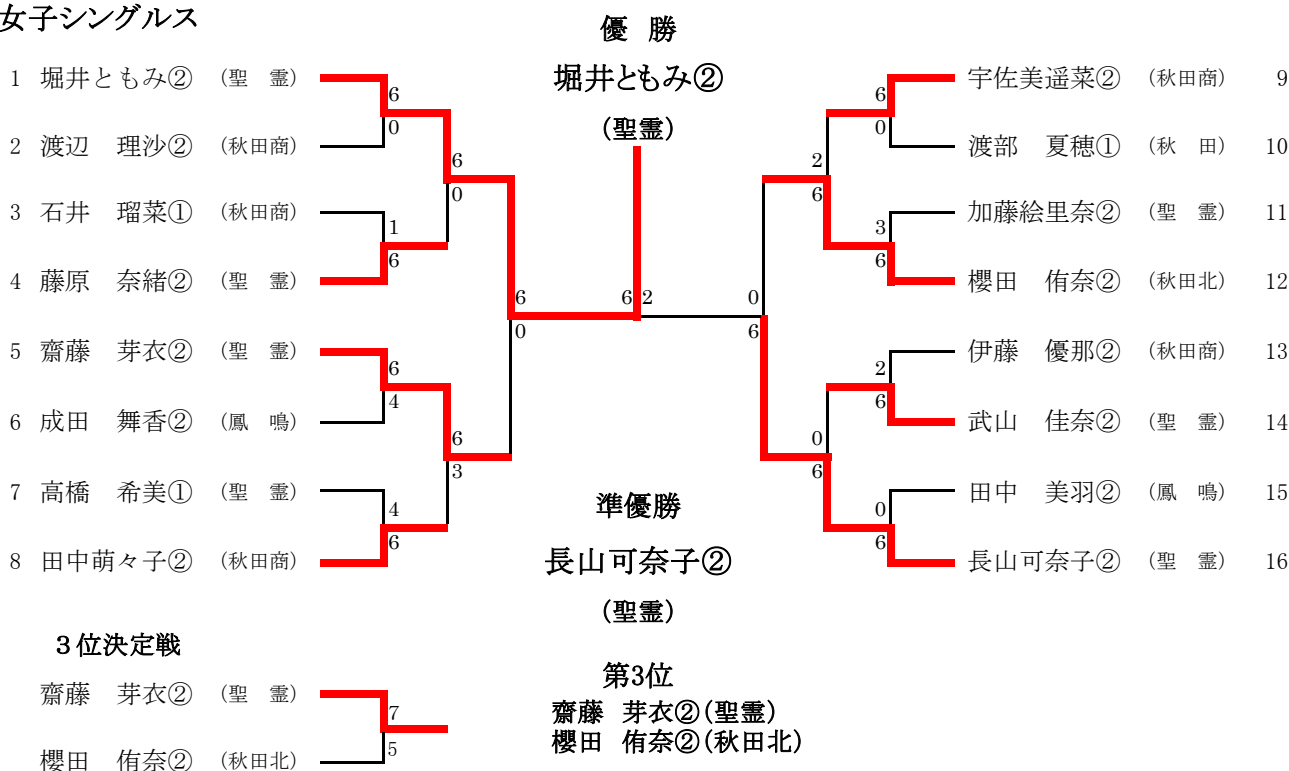 女子シングルス
優 勝
堀井ともみ②
(聖霊)
1 堀井ともみ② (聖 霊)
6
0
2 渡辺 理沙② (秋田商)
6
0
3 石井 瑠菜① (秋田商)
1
6
4 藤原 奈緒② (聖 霊)
6
0
5 齋藤 芽衣② (聖 霊)
6
4
6 成田 舞香② (鳳 鳴)
6
3
7 高橋 希美① (聖 霊)
4
6
8 田中萌々子② (秋田商)
6 2
宇佐美遥菜② (秋田商) 9
6
0
渡部 夏穂① (秋 田) 10
2
6
加藤絵里奈② (聖 霊) 11
3
6
櫻田 侑奈② (秋田北) 12
0
6
伊藤 優那② (秋田商) 13
2
6
武山 佳奈② (聖 霊) 14
0
6
田中 美羽② (鳳 鳴) 15
0
6
長山可奈子② (聖 霊) 16
準優勝
長山可奈子②
(聖霊)
3位決定戦
齋藤 芽衣② (聖 霊)
7
5
櫻田 侑奈② (秋田北)
第3位
齋藤 芽衣②(聖霊)
櫻田 侑奈②(秋田北)